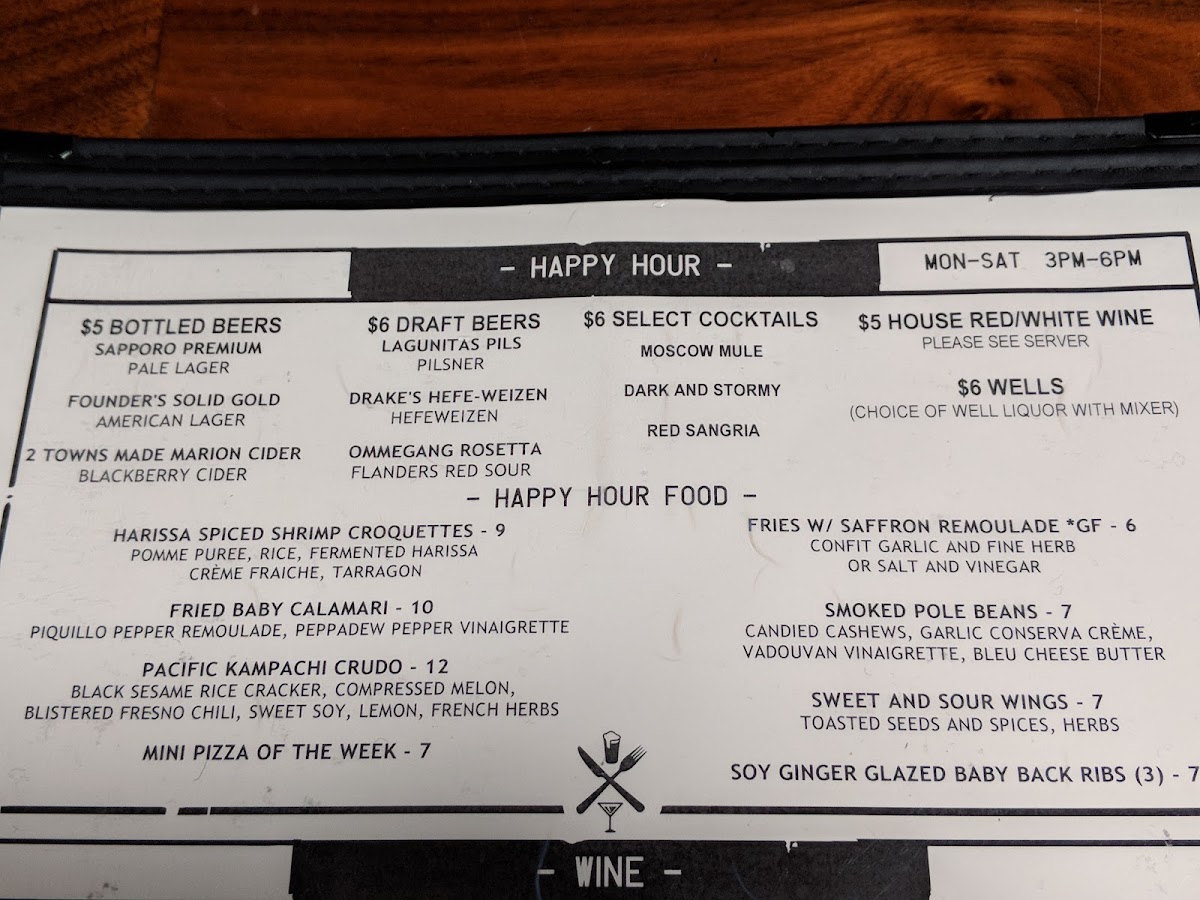 - HAPPY HOUR -
MON-SAT 3PM-6PM
$5 BOTTLED BEERS
SAPPORO PREMIUM
PALE LAGER
FOUNDER'S SOLID GOLD
AMERICAN LAGER
2 TOWNS MADE MARION CIDER
BLACKBERRY CIDER
$6 DRAFT BEERS
LAGUNITAS PILS
PILSNER
DRAKE'S HEFE-WEIZEN
HEFEWEIZEN
OMMEGANG ROSETTA
FLANDERS RED SOUR
$6 SELECT COCKTAILS
MOSCOW MULE
DARK AND STORMY
RED SANGRIA
$5 HOUSE RED/WHITE WINE
PLEASE SEE SERVER
$6 WELLS
(CHOICE OF WELL LIQUOR WITH MIXER)
- HAPPY HOUR FOOD -
HARISSA SPICED SHRIMP CROQUETTES - 9
POMME PUREE, RICE, FERMENTED HARISSA
CRÈME FRAICHE, TARRAGON
FRIED BABY CALAMARI - 10
PIQUILLO PEPPER REMOULADE, PEPPADEW PEPPER VINAIGRETTE
PACIFIC KAMPACHI CRUDO - 12
BLACK SESAME RICE CRACKER, COMPRESSED MELON,
BLISTERED FRESNO CHILI, SWEET SOY, LEMON, FRENCH HERBS
MINI PIZZA OF THE WEEK - 7
FRIES W/ SAFFRON REMOULADE *GF - 6
CONFIT GARLIC AND FINE HERB
OR SALT AND VINEGAR
SMOKED POLE BEANS - 7
CANDIED CASHEWS, GARLIC CONSERVA CRÈME,
VADOUVAN VINAIGRETTE, BLEU CHEESE BUTTER
SWEET AND SOUR WINGS - 7
TOASTED SEEDS AND SPICES, HERBS
SOY GINGER GLAZED BABY BACK RIBS (3) - 7
- WINE -